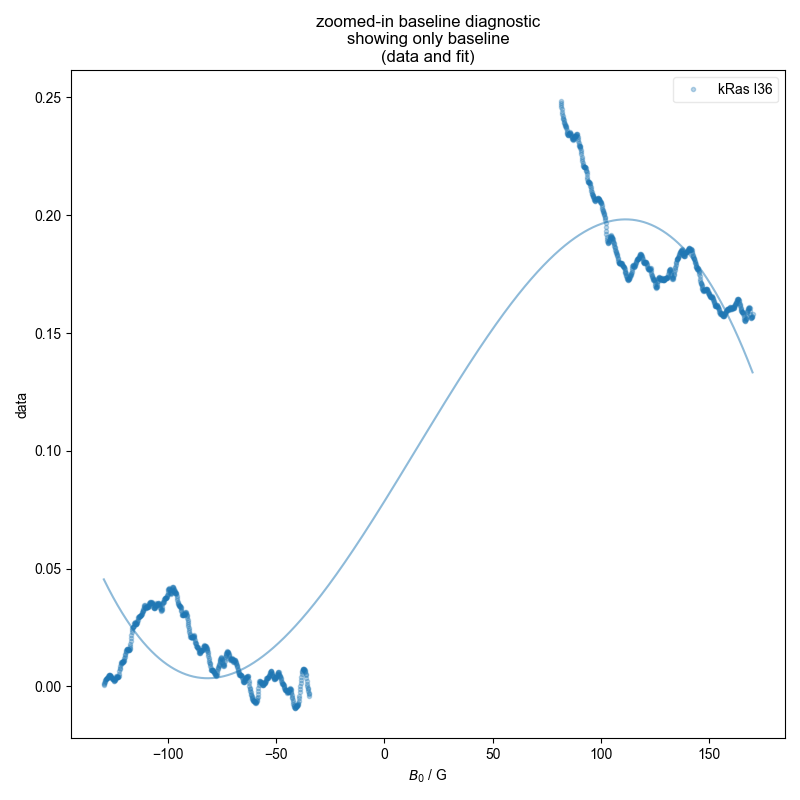 zoomed-in baseline diagnostic
showing only baseline
(data and fit)
kRas I36
0.25
0.20
0.15
0.10
0.05
0.00
data
−100
−50
0
50
100
150
B₀ / G